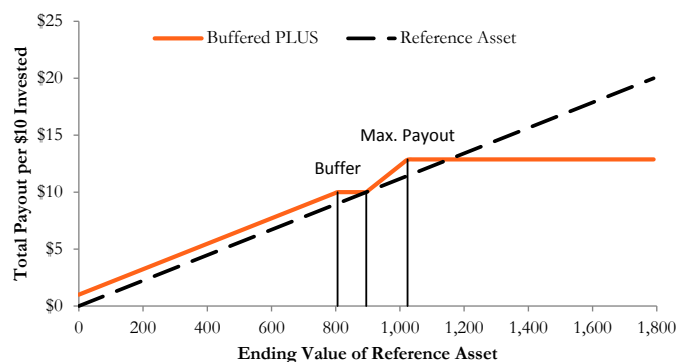 $25
Buffered PLUS Reference Asset
$20
$15
Max. Payout
Buffer
$10
$5
$0
Total Payout per $10 Invested
0 200 400 600 800 1,000 1,200 1,400 1,600 1,800
Ending Value of Reference Asset